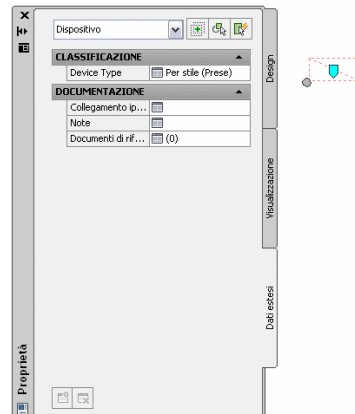 Dispositivo
CLASSIFICAZIONE
Device Type Per stile (Prese)
DOCUMENTAZIONE
Collegamento ip...
Note
Documenti di rif... (0)
Design
Visualizzazione
Dati estesi
Proprietà